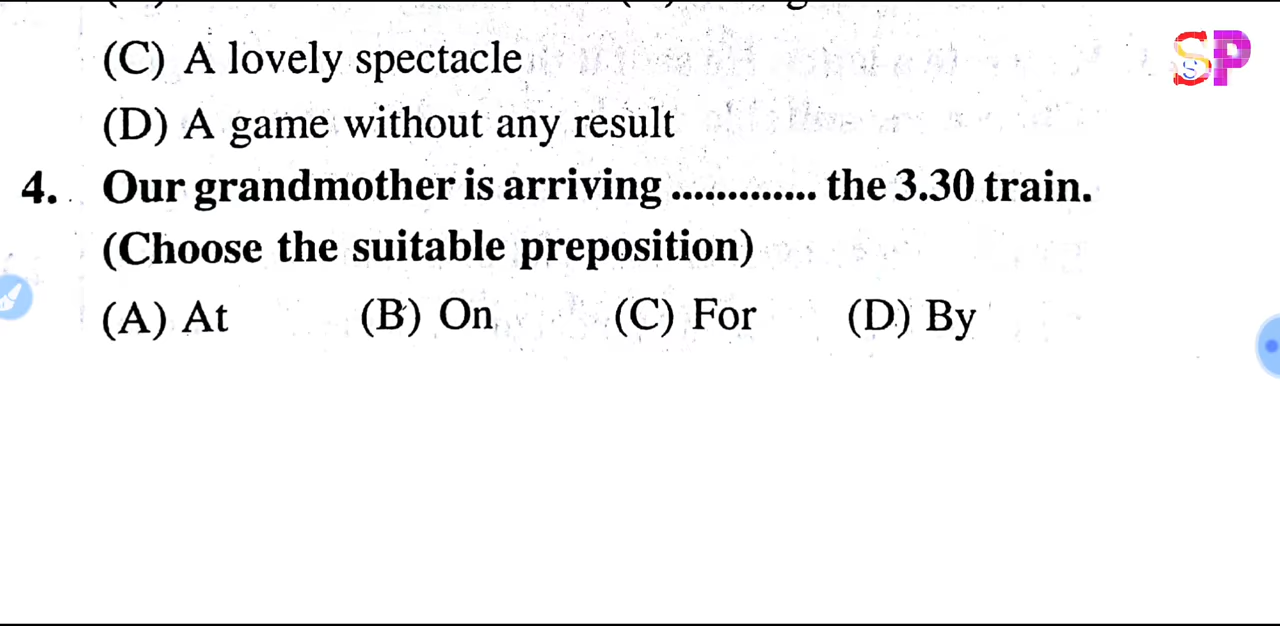 (C) A lovely spectacle
SP
(D) A game without any result
4. Our grandmother is arriving ............. the 3.30 train.
(Choose the suitable preposition)
(A) At (B) On (C) For (D) By